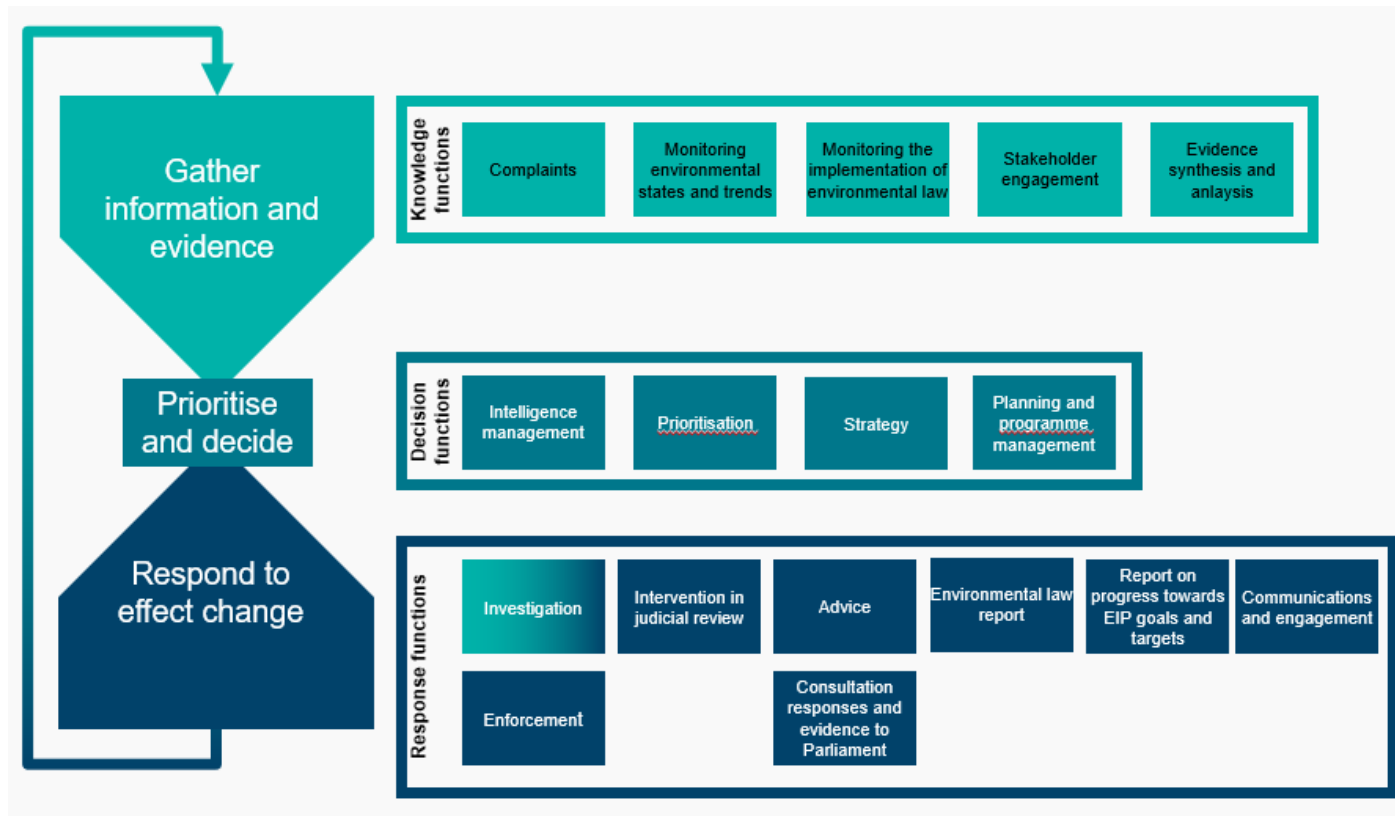 Gather
information and
evidence
Knowledge
functions
Complaints
Monitoring
environmental
states and trends
Monitoring the
implementation of
environmental law
Stakeholder
engagement
Evidence
synthesis and
anlaysis
Prioritise
and decide
Decision
functions
Intelligence
management
Prioritisation
Strategy
Planning and
programme
management
Respond to
effect change
Response functions
Investigation
Intervention in
judicial review
Advice
Environmental law
report
Report on
progress towards
EIP goals and
targets
Communications
and engagement
Enforcement
Consultation
responses and
evidence to
Parliament